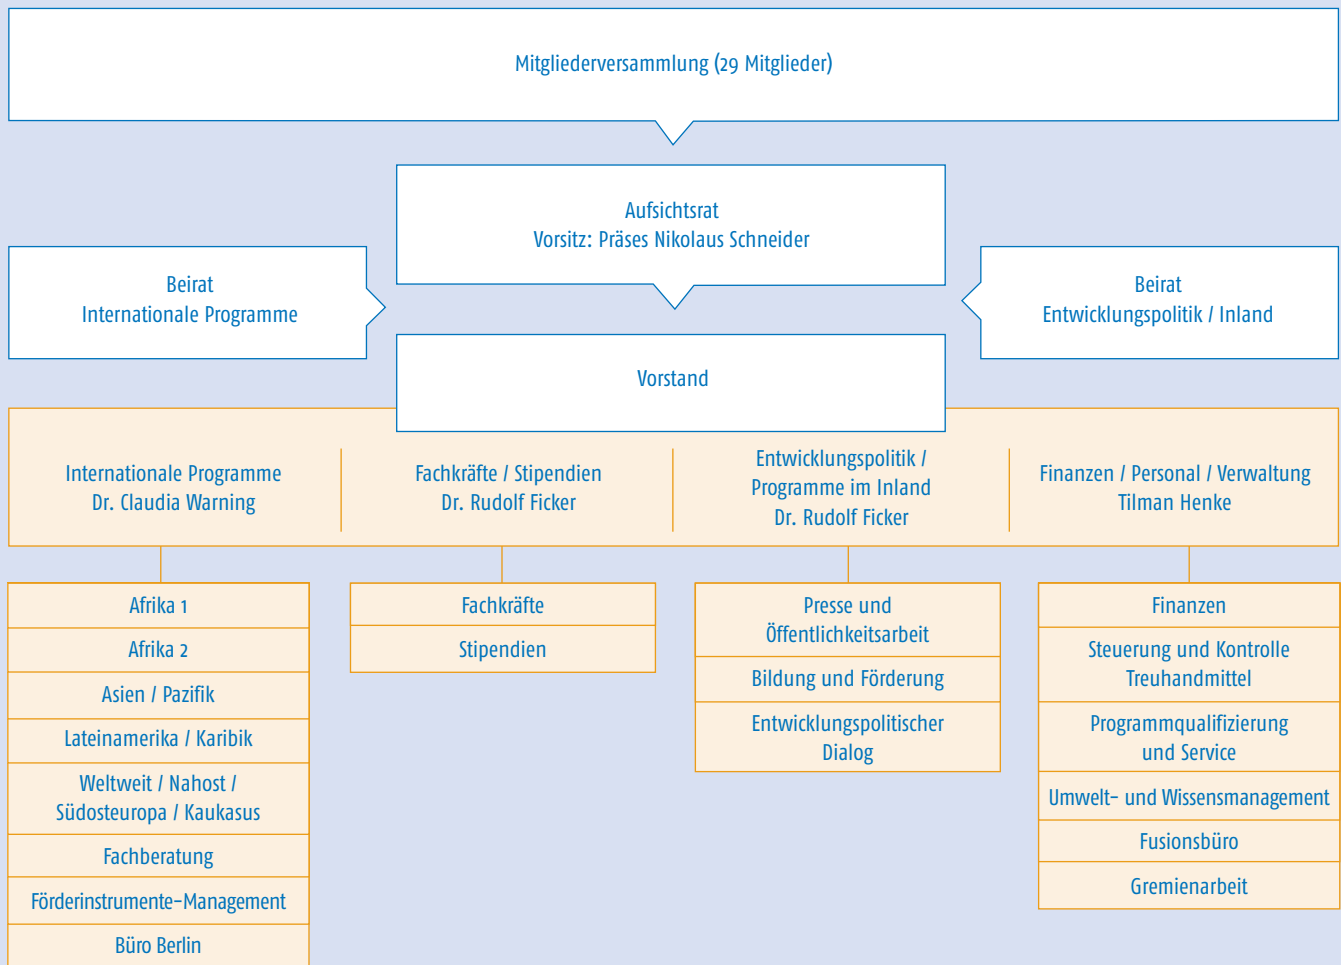 Mitgliederversammlung (29 Mitglieder)
Aufsichtsrat
Vorsitz: Präses Nikolaus Schneider
Beirat
Internationale Programme
Beirat
Entwicklungspolitik / Inland
Vorstand
Internationale Programme
Dr. Claudia Warning
Fachkräfte / Stipendien
Dr. Rudolf Ficker
Entwicklungspolitik /
Programme im Inland
Dr. Rudolf Ficker
Finanzen / Personal / Verwaltung
Tilman Henke
Afrika 1
Afrika 2
Asien / Pazifik
Lateinamerika / Karibik
Weltweit / Nahost /
Südosteuropa / Kaukasus
Fachberatung
Förderinstrumente-Management
Büro Berlin
Fachkräfte
Stipendien
Presse und
Öffentlichkeitsarbeit
Bildung und Förderung
Entwicklungspolitischer
Dialog
Finanzen
Steuerung und Kontrolle
Treuhandmittel
Programmqualifizierung
und Service
Umwelt- und Wissensmanagement
Fusionsbüro
Gremienarbeit